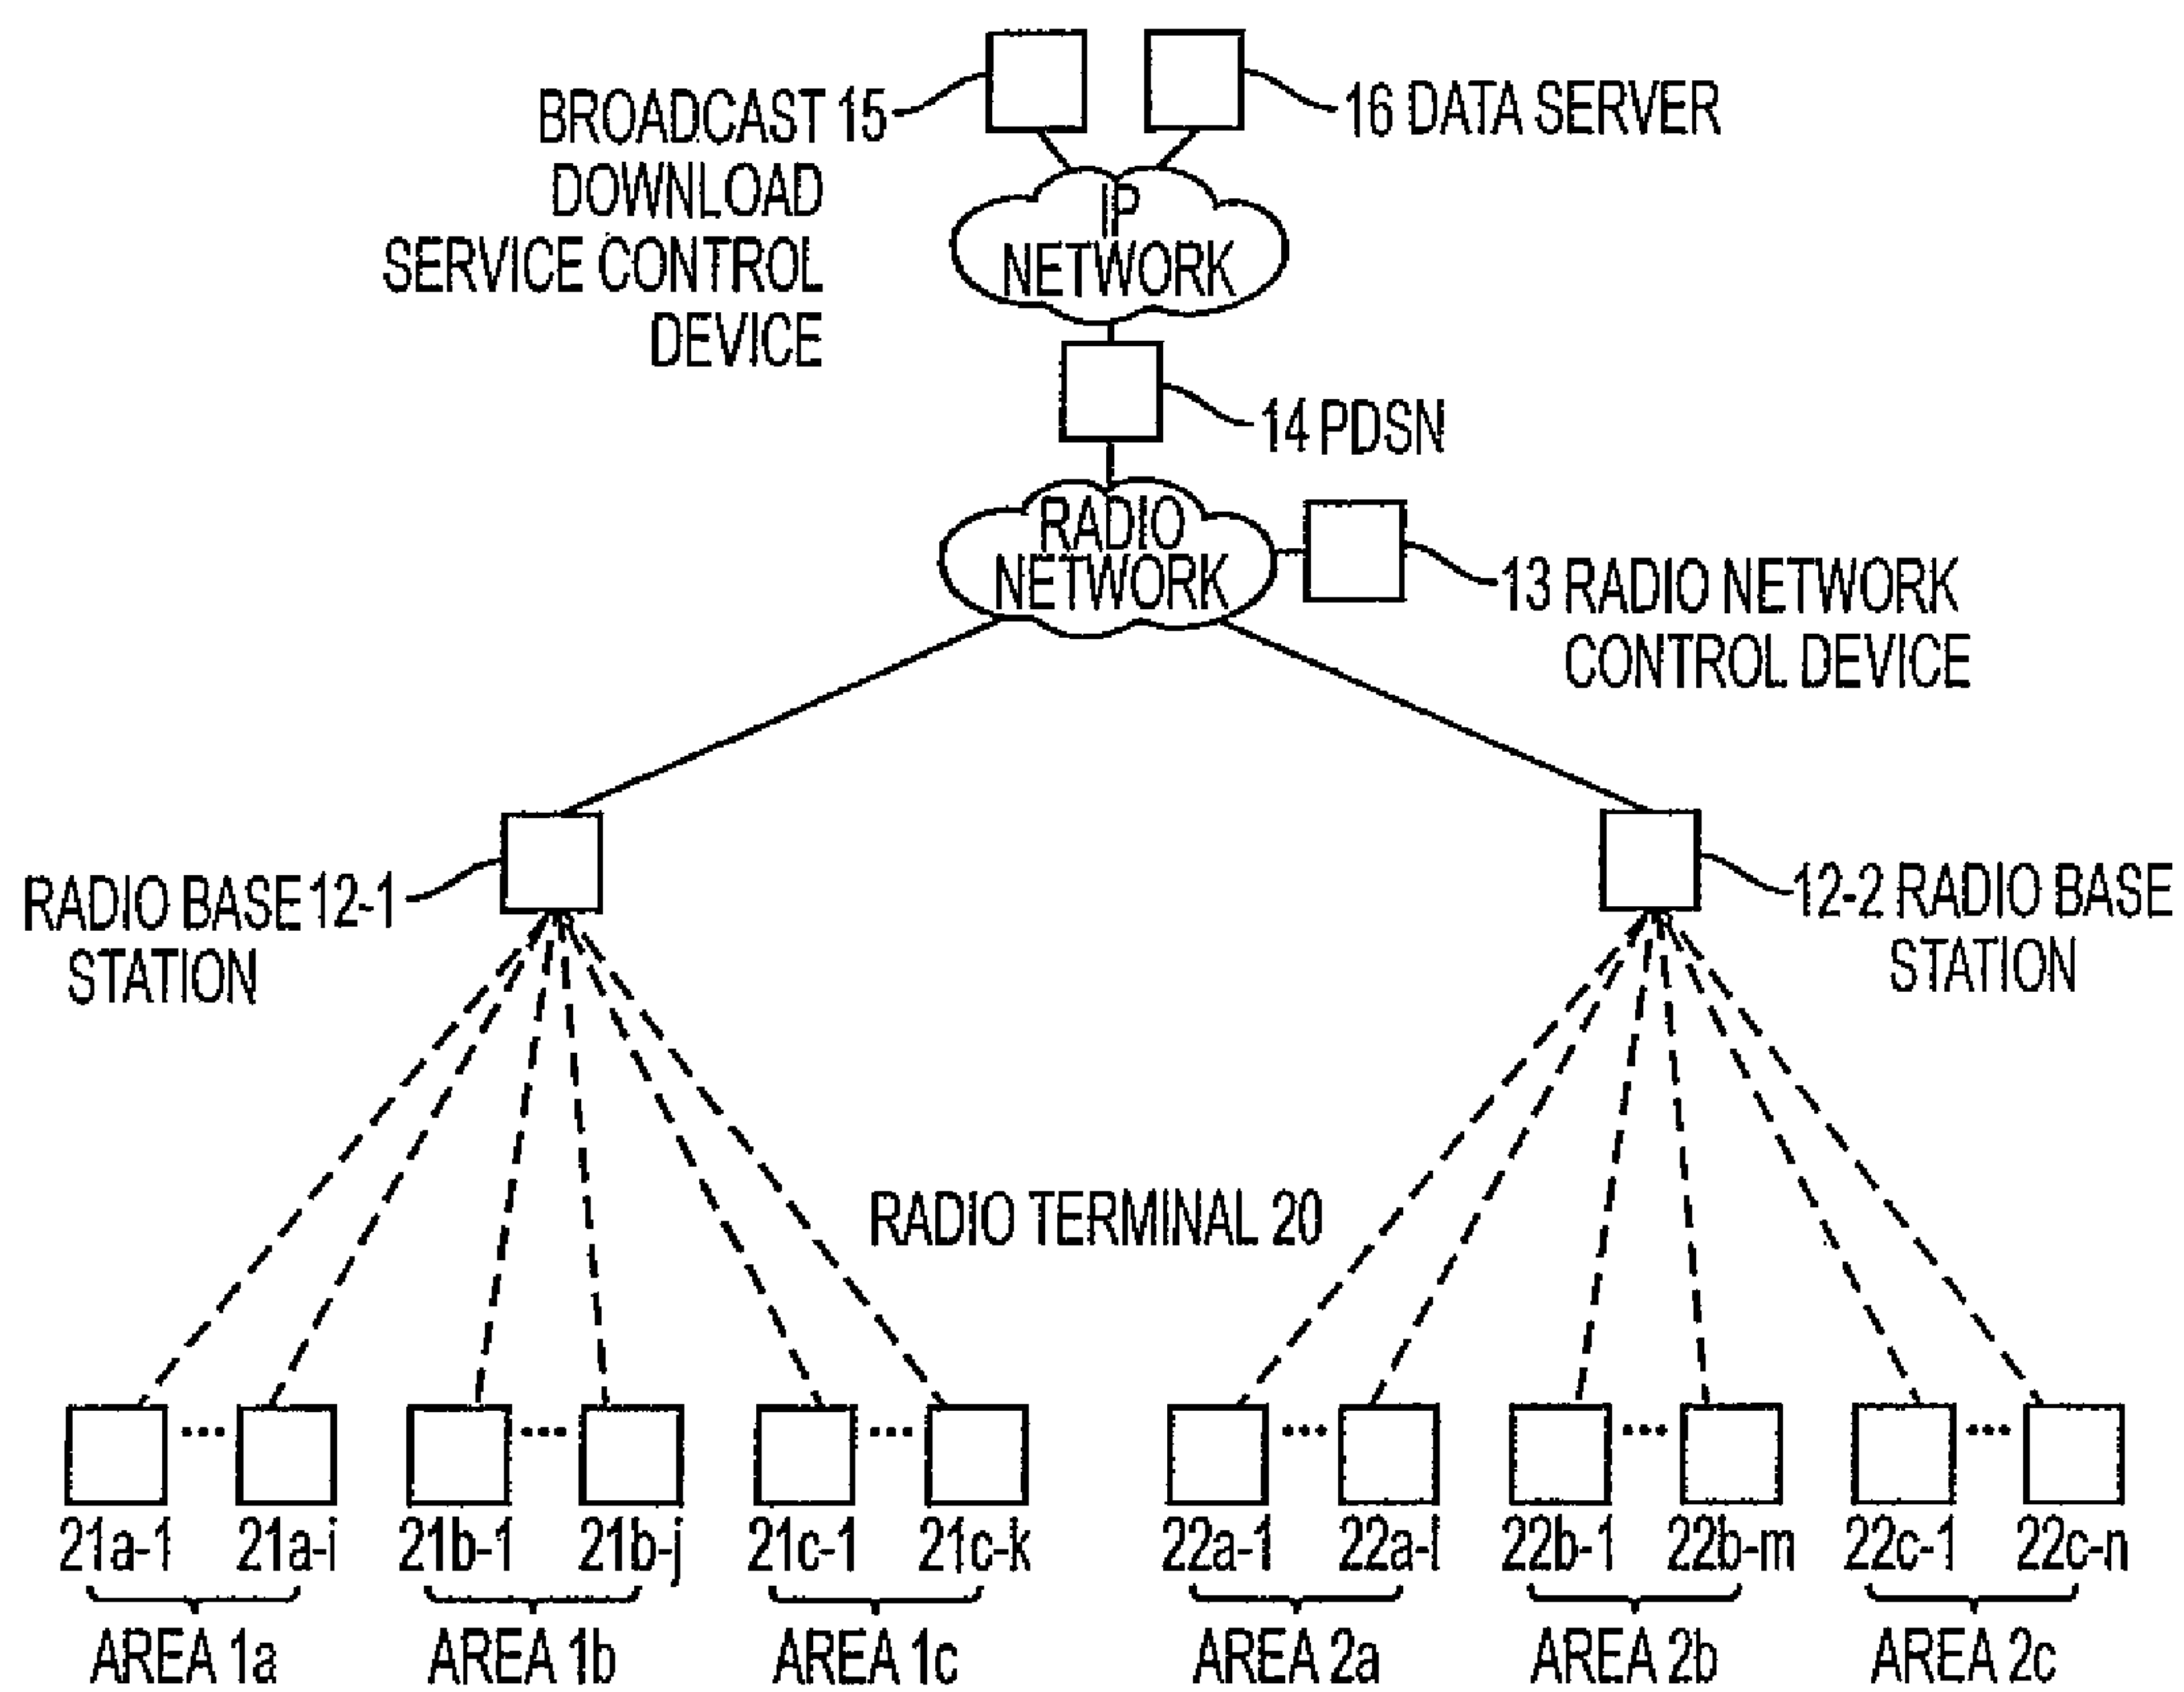 BROADCAST 15
DOWNLOAD
SERVICE CONTROL
DEVICE
16 DATA SERVER
IP
NETWORK
14 PDSN
RADIO
NETWORK
13 RADIO NETWORK
CONTROL DEVICE
RADIO BASE 12-1
STATION
12-2 RADIO BASE
STATION
RADIO TERMINAL 20
21a-1 21a-i 21b-1 21b-j 21c-1 21c-k 22a-1 22a-l 22b-1 22b-m 22c-1 22c-n
AREA 1a AREA 1b AREA 1c AREA 2a AREA 2b AREA 2c